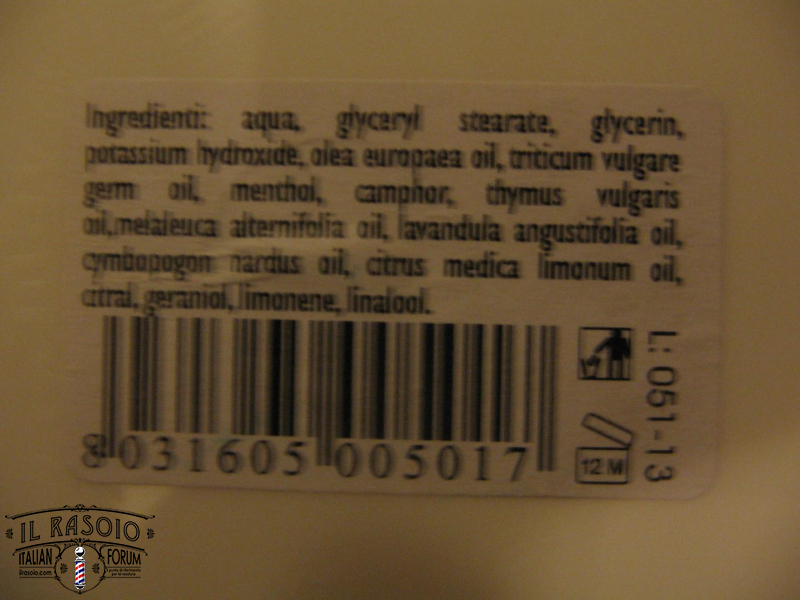 Ingredienti: aqua, glyceryl stearate, glycerin,
potassium hydroxide, olea europaea oil, triticum vulgare
germ oil, menthol, camphor, thymus vulgaris
oil,melaleuca alternifolia oil, lavandula angustifolia oil,
cymbopogon nardus oil, citrus medica limonum oil,
citral, geraniol, limonene, linalool.
8 031605 005017
12 M
L: 051-13
IL RASOIO
ITALIAN FORUM
ilrasoio.com